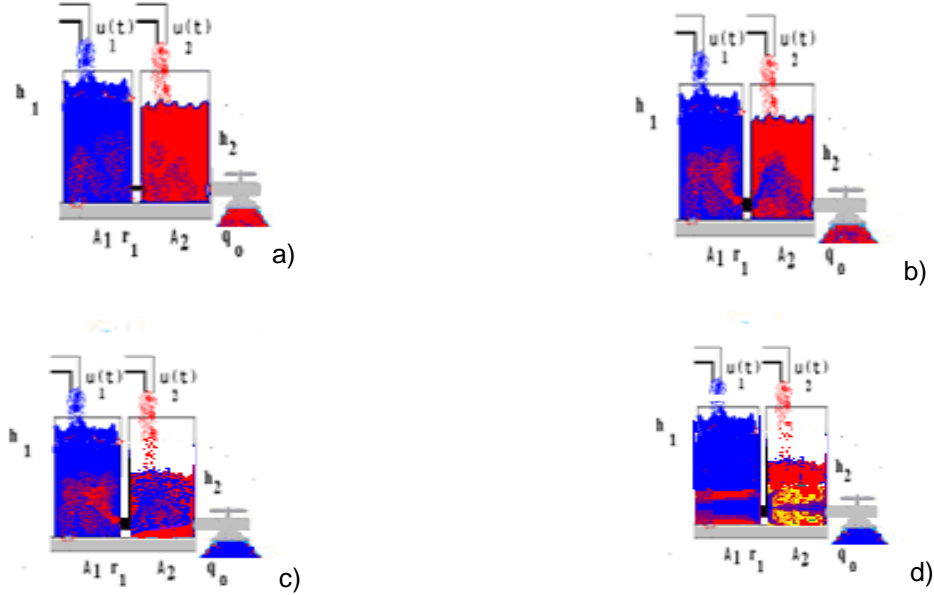 u(t) u(t)
1 2
h
1
h2
A1 r1 A2 qo
a)
u(t) u(t)
1 2
h
1
h2
A1 r1 A2 qo
b)
u(t) u(t)
1 2
h
1
h2
A1 r1 A2 qo
c)
u(t) u(t)
1 2
h
1
h2
A1 r1 A2 qo
d)